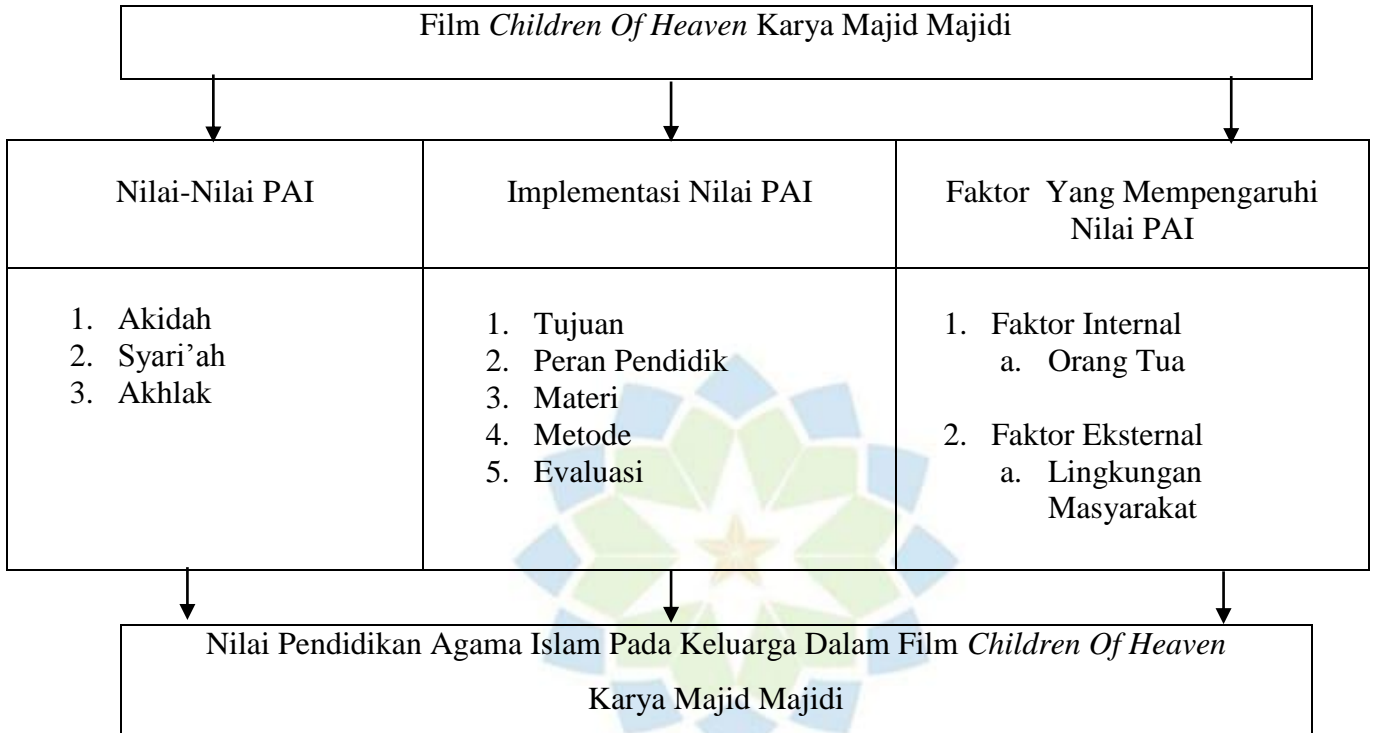 Film Children Of Heaven Karya Majid Majidi
Nilai-Nilai PAI
Implementasi Nilai PAI
Faktor Yang Mempengaruhi
Nilai PAI
1. Akidah
2. Syari’ah
3. Akhlak
1. Tujuan
2. Peran Pendidik
3. Materi
4. Metode
5. Evaluasi
1. Faktor Internal
a. Orang Tua
2. Faktor Eksternal
a. Lingkungan
Masyarakat
Nilai Pendidikan Agama Islam Pada Keluarga Dalam Film Children Of Heaven
Karya Majid Majidi